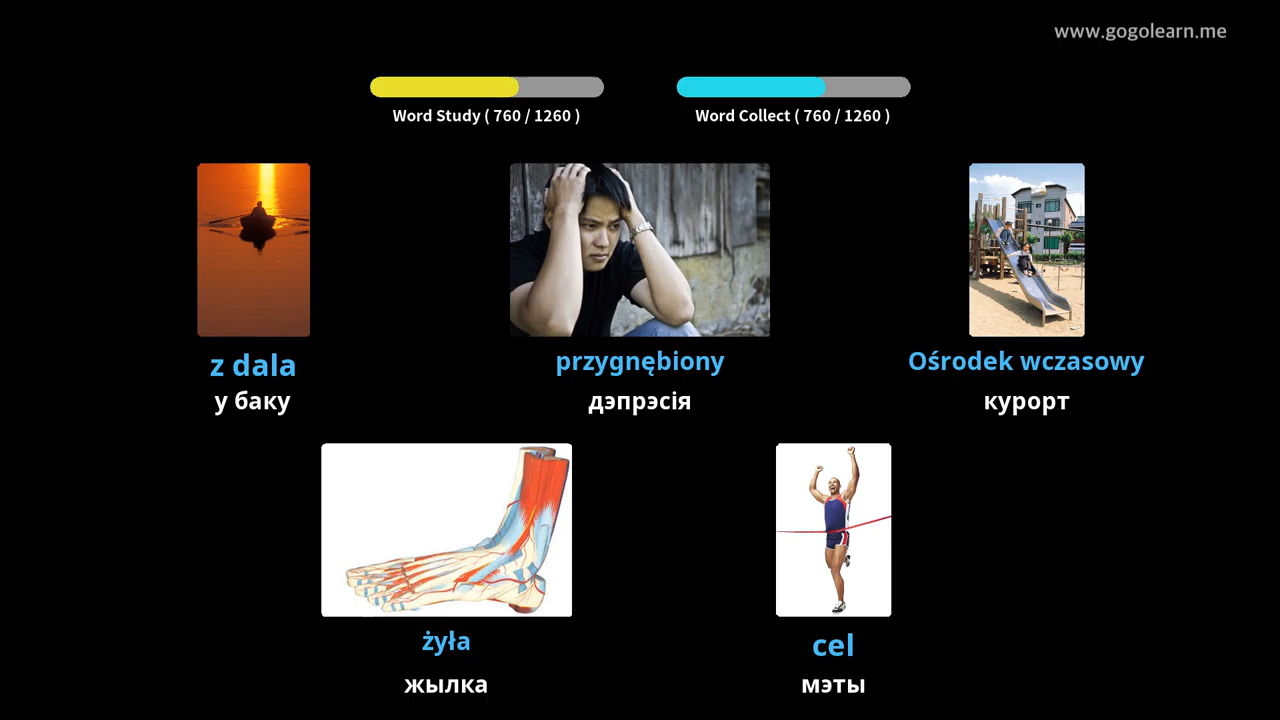 www.gogolearn.me
Word Study ( 760 / 1260 )
Word Collect ( 760 / 1260 )
z dala
у баку
przygnębiony
дэпрэсія
Ośrodek wczasowy
курорт
żyła
жылка
cel
мэты